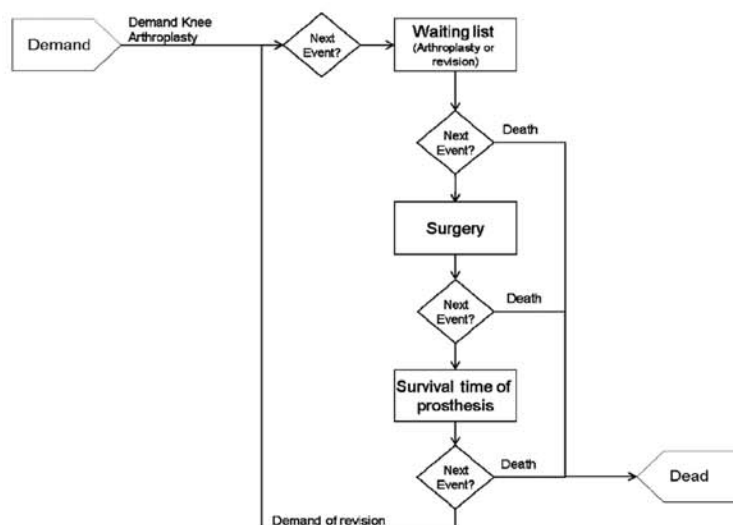 Demand Knee
Arthroplasty
Demand
Next
Event?
Waiting list
(Arthroplasty or
revision)
Next
Event?
Death
Surgery
Next
Event?
Death
Survival time of
prosthesis
Next
Event?
Death
Dead
Demand of revision